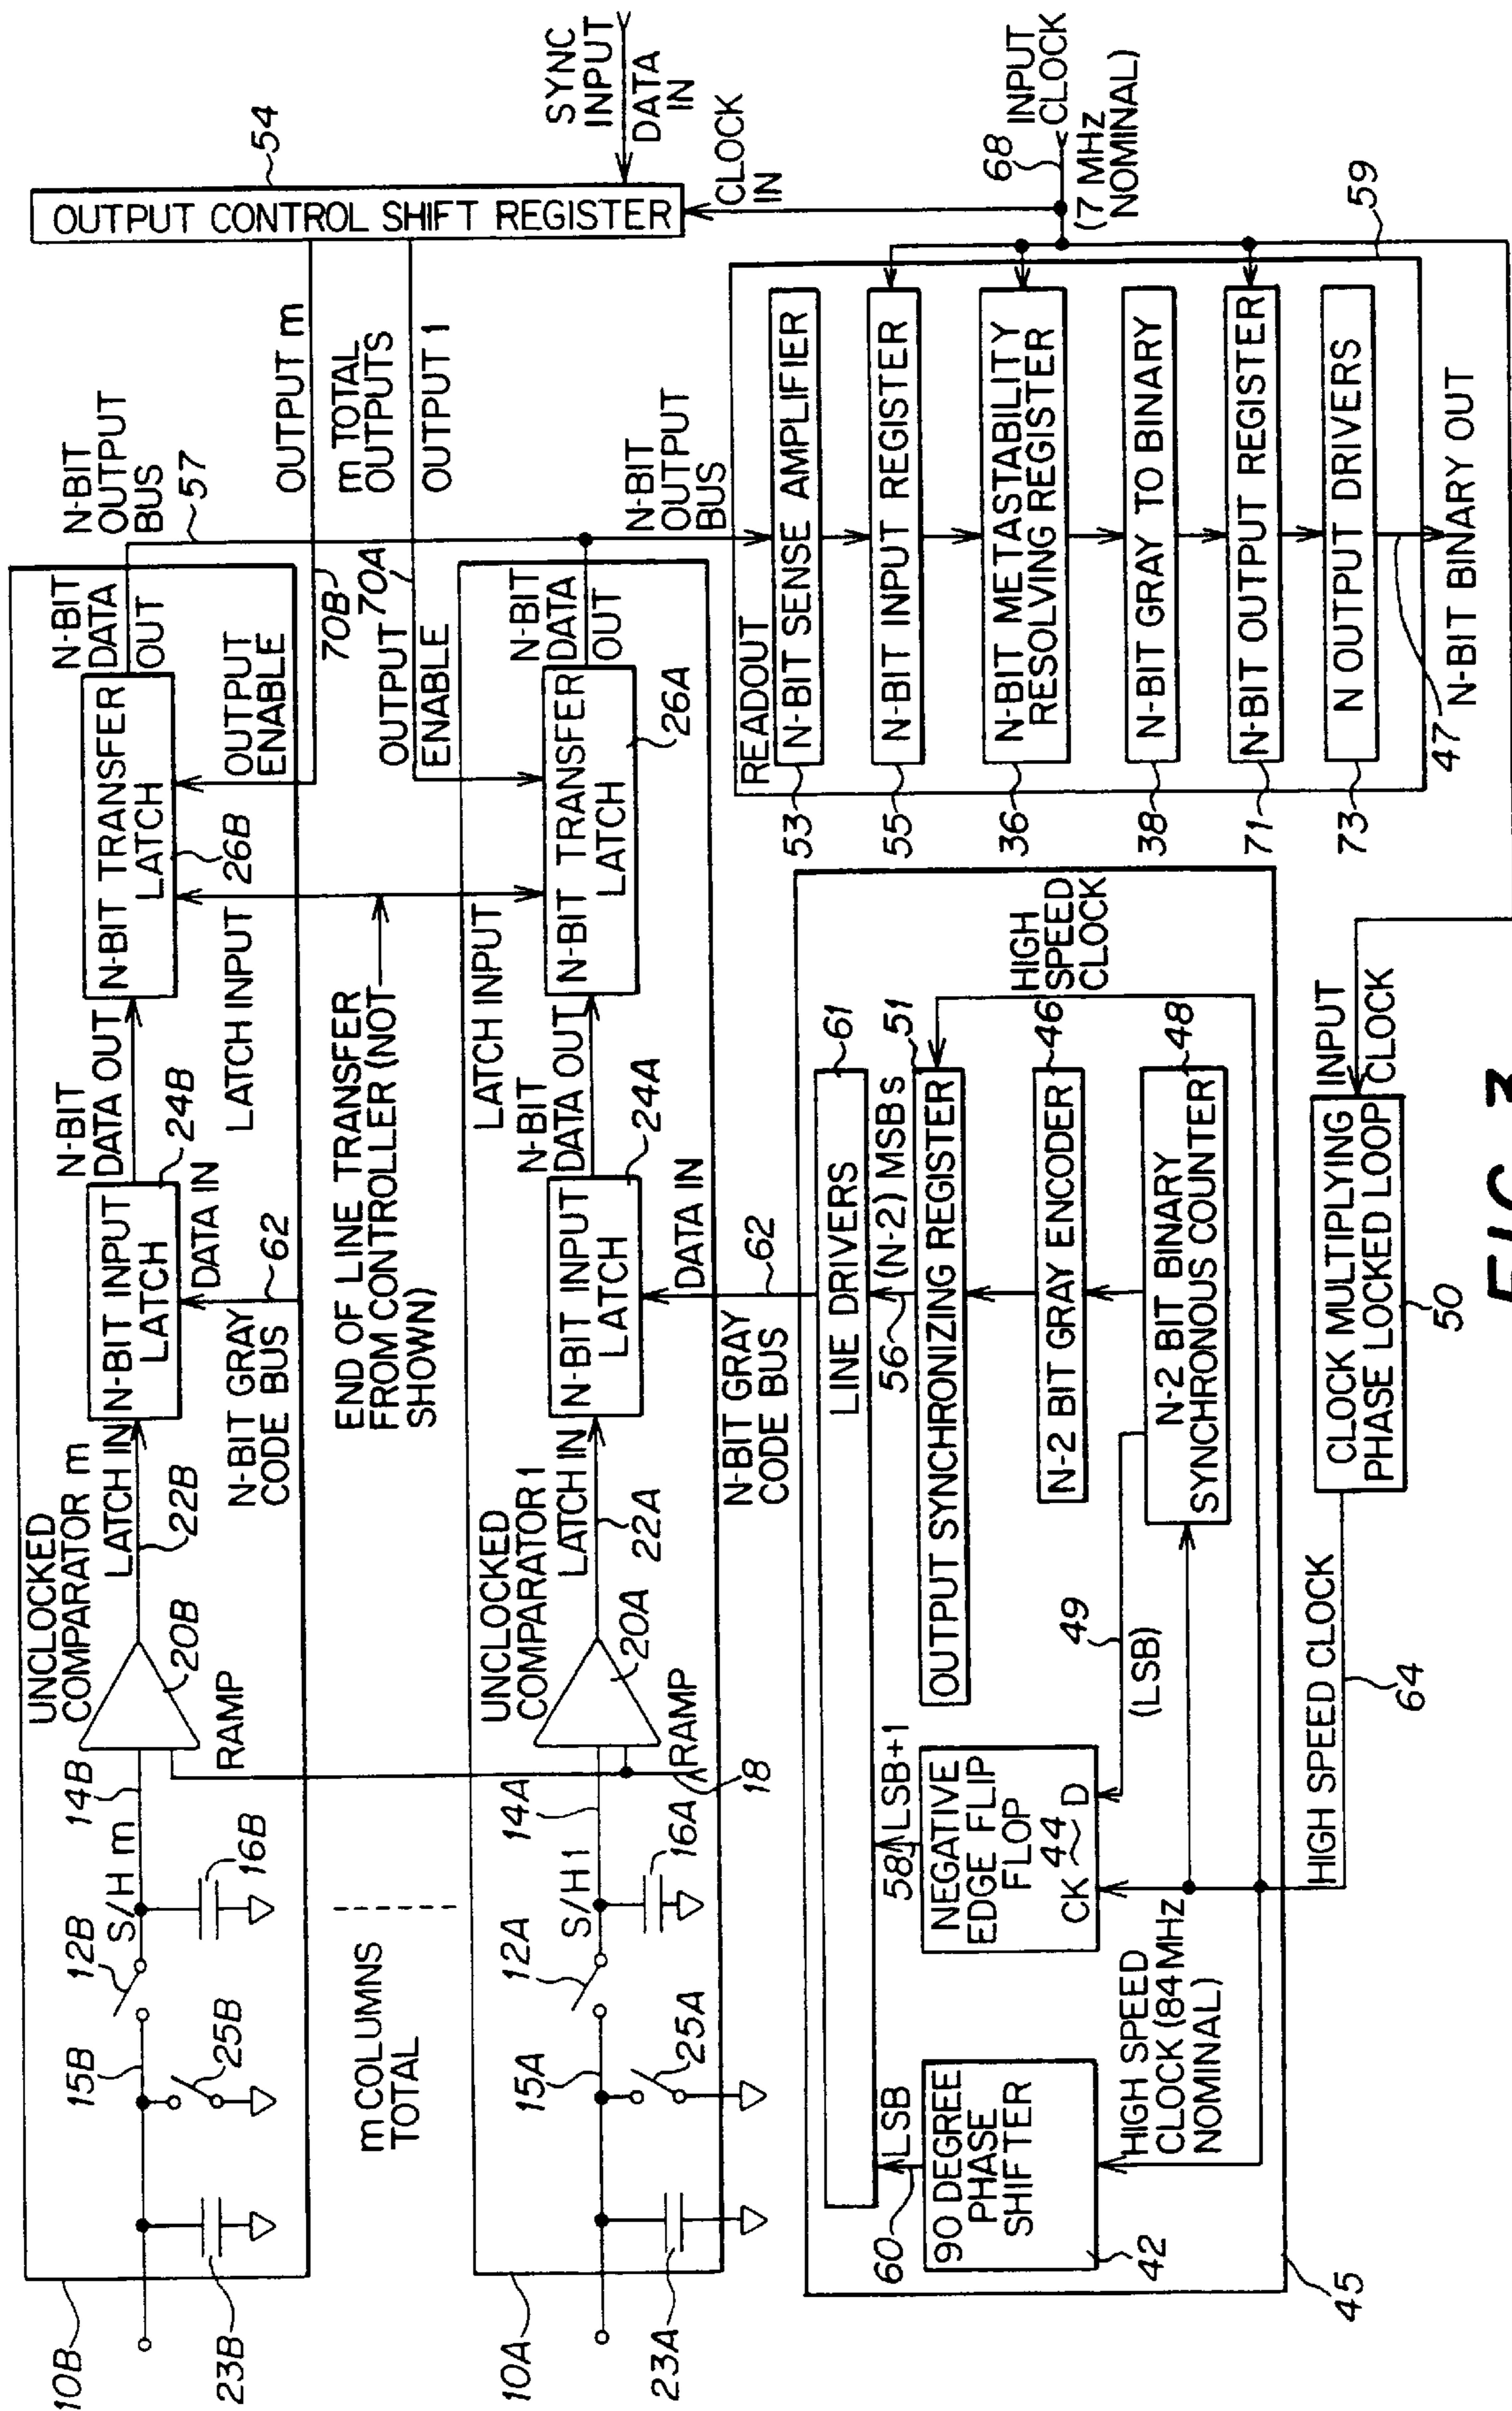 10B
23B
15B
25B
12B
S/H m
16B
14B
UNCLOCKED
COMPARATOR m
20B
RAMP
LATCH IN
22B
N-BIT INPUT
LATCH
24B
DATA IN
62
N-BIT GRAY
CODE BUS
N-BIT
DATA OUT
N-BIT TRANSFER
LATCH
26B
LATCH INPUT
OUTPUT
ENABLE
N-BIT
DATA
OUT
N-BIT
OUTPUT
BUS
57
70B
70A
OUTPUT m
m TOTAL
OUTPUTS
OUTPUT 1
54
OUTPUT CONTROL SHIFT REGISTER
SYNC
INPUT
DATA
IN
CLOCK
IN
m COLUMNS
TOTAL
END OF LINE TRANSFER
FROM CONTROLLER (NOT
SHOWN)
10A
23A
15A
25A
12A
S/H 1
16A
14A
18
RAMP
UNCLOCKED
COMPARATOR 1
20A
LATCH IN
22A
N-BIT INPUT
LATCH
24A
DATA IN
62
N-BIT GRAY
CODE BUS
N-BIT
DATA OUT
LATCH INPUT
N-BIT TRANSFER
LATCH
26A
OUTPUT
ENABLE
N-BIT
DATA
OUT
N-BIT
OUTPUT
BUS
45
LINE DRIVERS
61
60
LSB
90 DEGREE
PHASE
SHIFTER
42
HIGH SPEED
CLOCK (84 MHz
NOMINAL)
58
LSB+1
NEGATIVE
EDGE FLIP
FLOP
44
CK
D
49
(LSB)
56
(N-2) MSB s
51
OUTPUT SYNCHRONIZING REGISTER
N-2 BIT GRAY ENCODER
46
N-2 BIT BINARY
SYNCHRONOUS COUNTER
48
HIGH
SPEED
CLOCK
HIGH SPEED CLOCK
64
CLOCK MULTIPLYING
PHASE LOCKED LOOP
50
INPUT
CLOCK
READOUT
53
N-BIT SENSE AMPLIFIER
55
N-BIT INPUT REGISTER
36
N-BIT METASTABILITY
RESOLVING REGISTER
38
N-BIT GRAY TO BINARY
71
N-BIT OUTPUT REGISTER
73
N OUTPUT DRIVERS
47
N-BIT BINARY OUT
59
68
INPUT
CLOCK
(7 MHz
NOMINAL)
FIG. 3